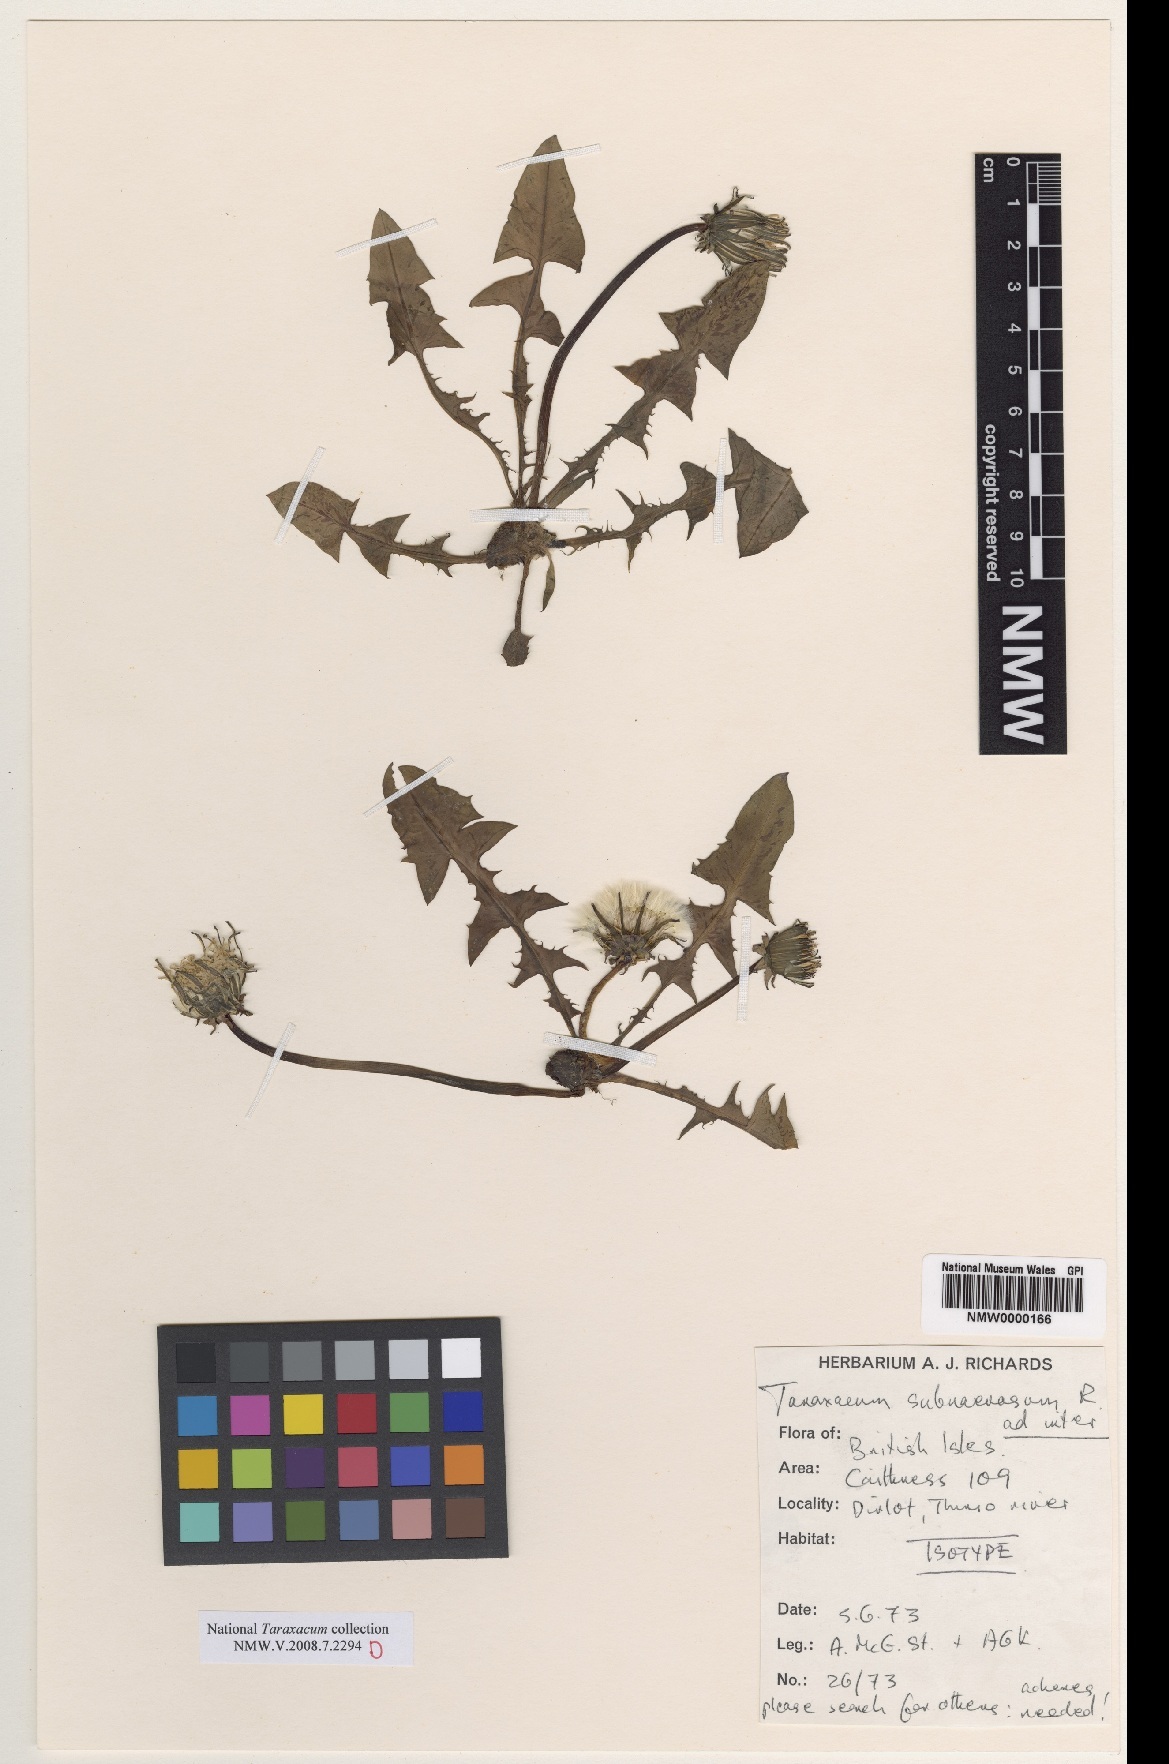 cm 0 1 2 3 4 5 6 7 8 9 10
copyright reserved
NMW
National Museum Wales GPI
NMW0000166
HERBARIUM A. J. RICHARDS
Taraxacum subnaevosum R.
ad inter
Flora of: British Isles.
Area: Caithness 109
Locality: Dirlot, Thurso river
Habitat:
ISOTYPE
Date: 5.6.73
Leg.: A. McG. St. + AGK.
No.: 26/73
achenes
please search for others: needed!
National Taraxacum collection
NMW.V.2008.7.2294 D